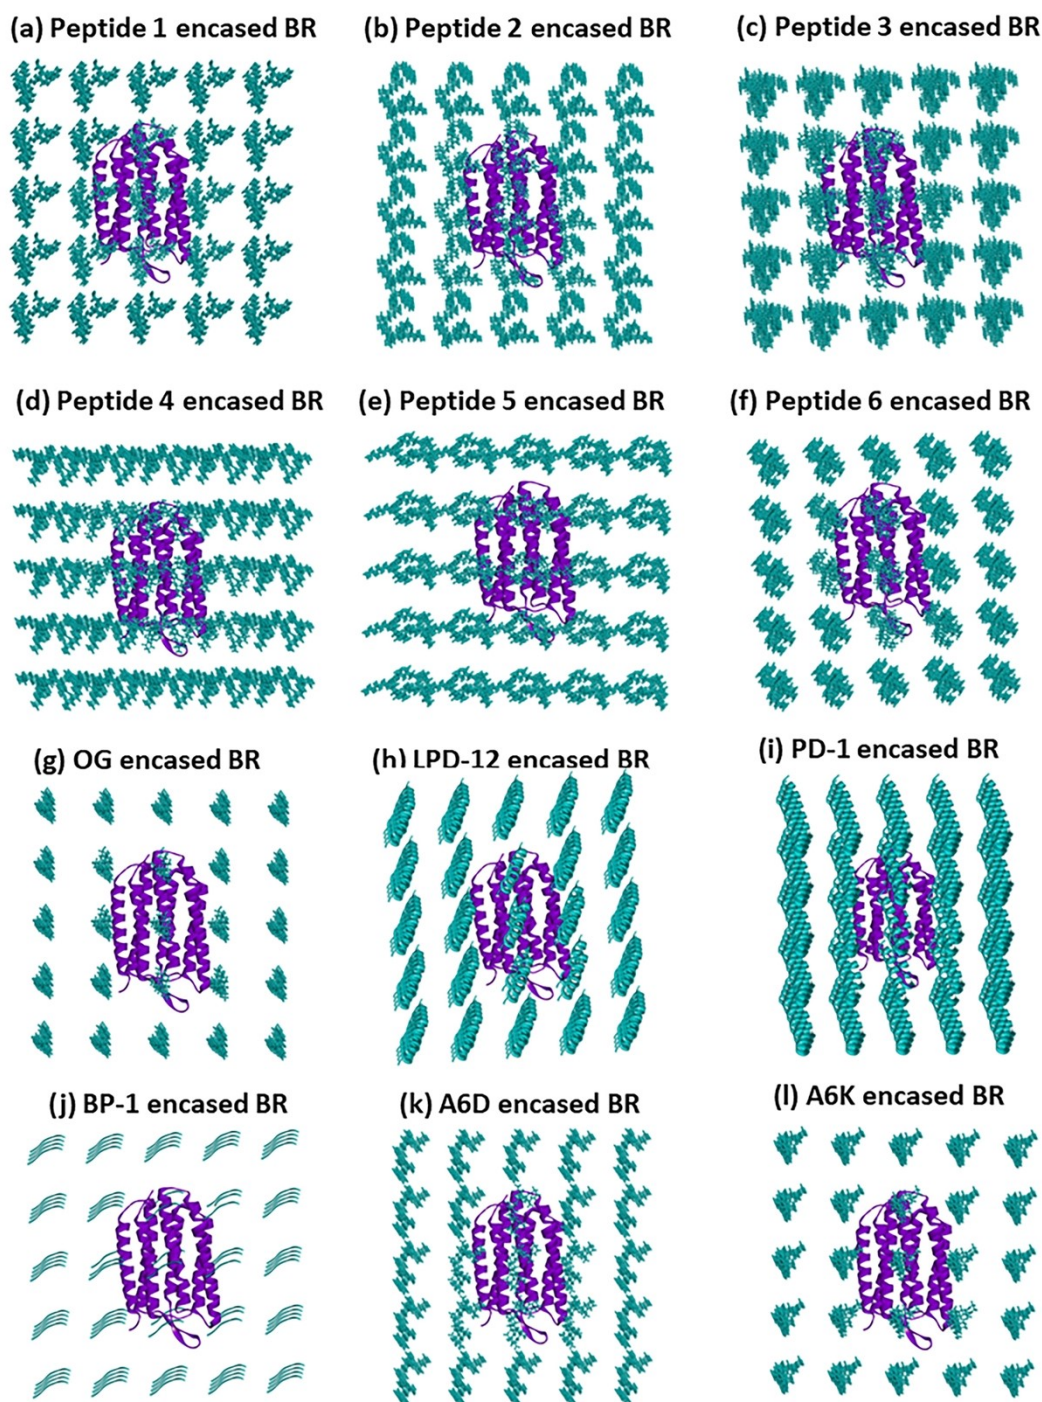 (a) Peptide 1 encased BR
(b) Peptide 2 encased BR
(c) Peptide 3 encased BR
(d) Peptide 4 encased BR
(e) Peptide 5 encased BR
(f) Peptide 6 encased BR
(g) OG encased BR
(h) LPD-12 encased BR
(i) PD-1 encased BR
(j) BP-1 encased BR
(k) A6D encased BR
(l) A6K encased BR